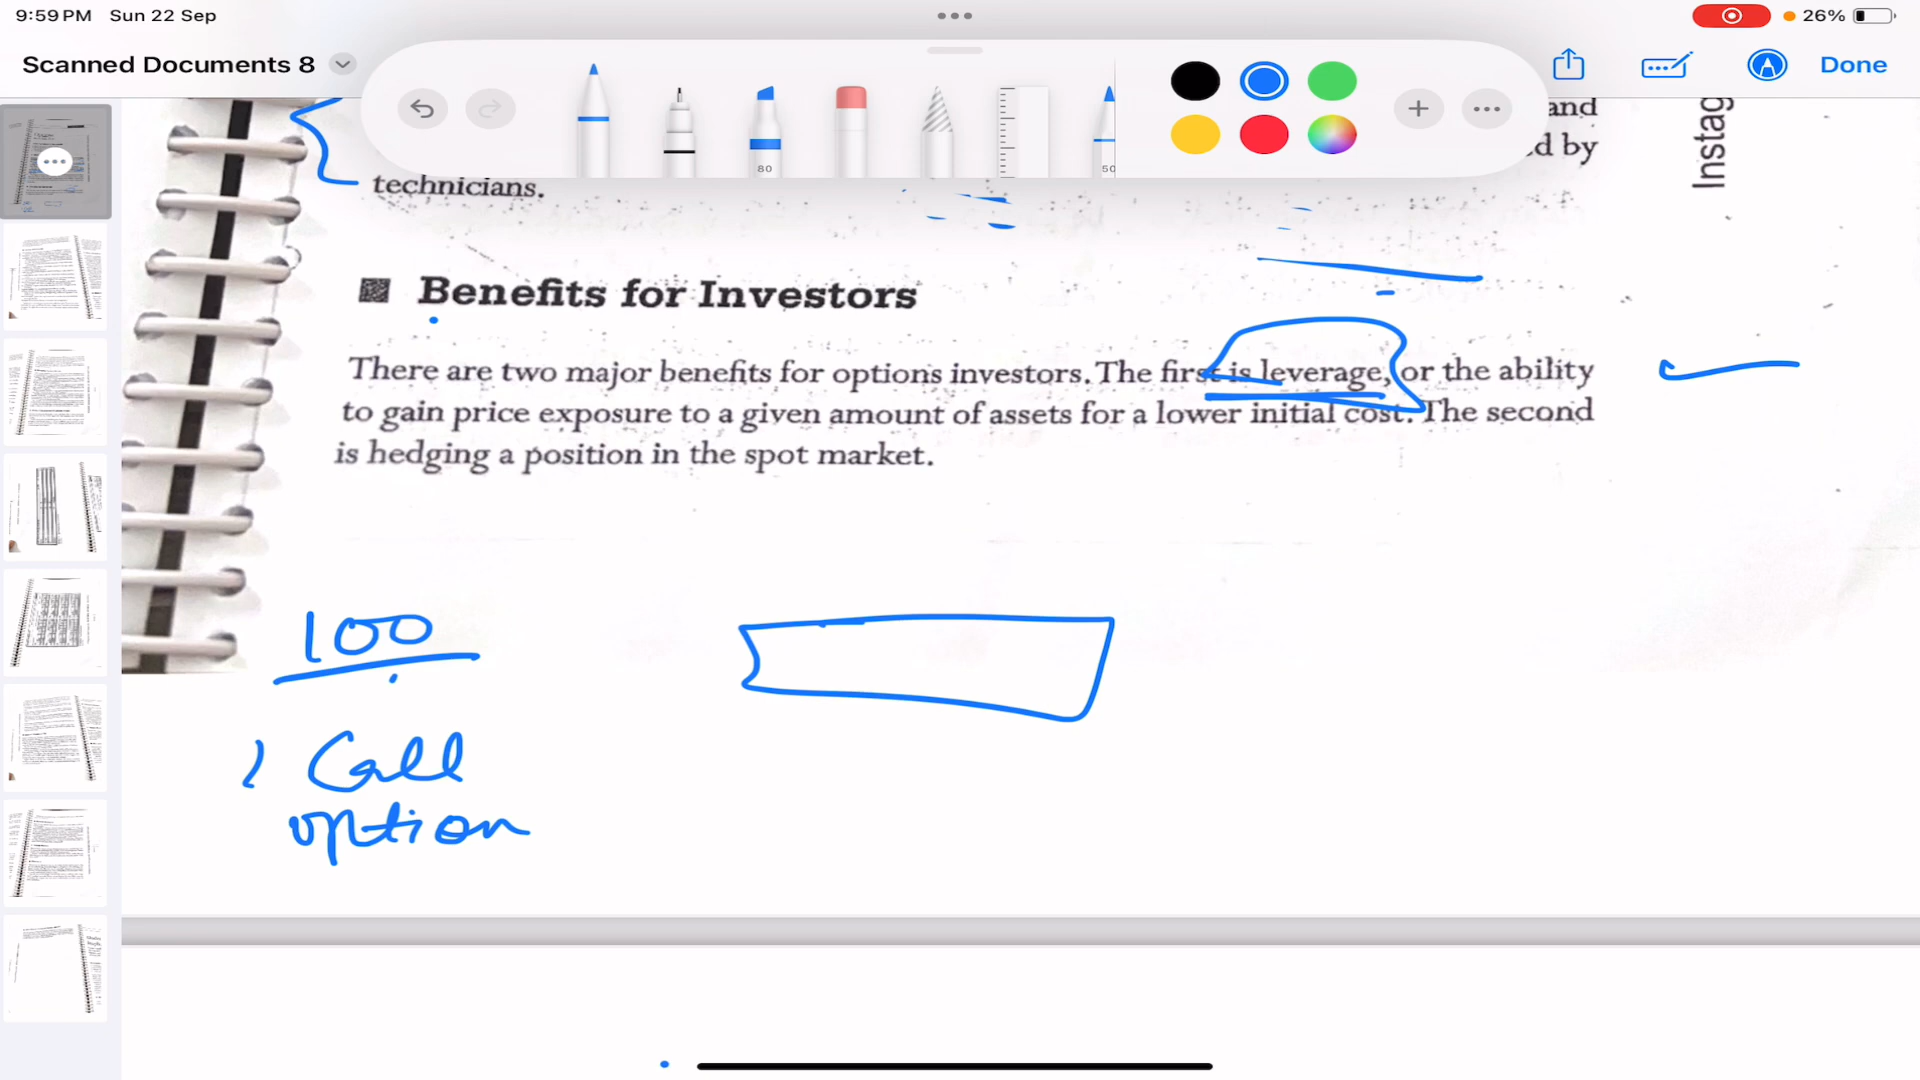 9:59 PM Sun 22 Sep
26%
Scanned Documents 8
Done
80
50
and
d by
technicians.
Instag
Benefits for Investors
There are two major benefits for options investors. The first is leverage, or the ability
to gain price exposure to a given amount of assets for a lower initial cost. The second
is hedging a position in the spot market.
100
1 Call
option